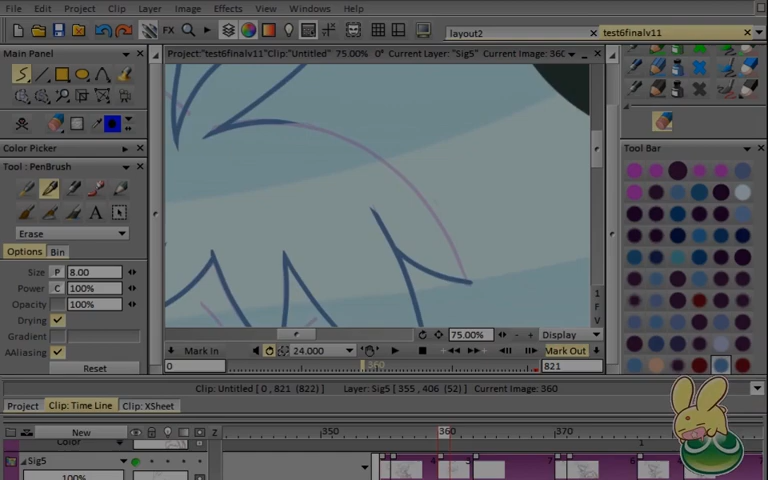 File Edit Clip Layer Image Effects View Windows Help
FX
layout2
test6finalv11
Main Panel
Project:"test6finalv11"Clip:"Untitled" 75.00% 0* Current Layer: "Sig5" Current Image: 360
Color Picker
Tool : PenBrush
A
Erase
Options Bin
Size P 8.00
Power C 100%
Opacity 100%
Drying
Gradient
AAliasing
Reset
Tool Bar
1
F
V
75.00% Display
Mark In 24.000 Mark Out
0 360 821
Clip: Untitled [ 0 , 821 (822) ] Layer: Sig5 [ 355 , 406 (52) ] Current Image: 360
Project Clip: Time Line Clip: XSheet
New Z 350 360 370
Color
Sig5
100%